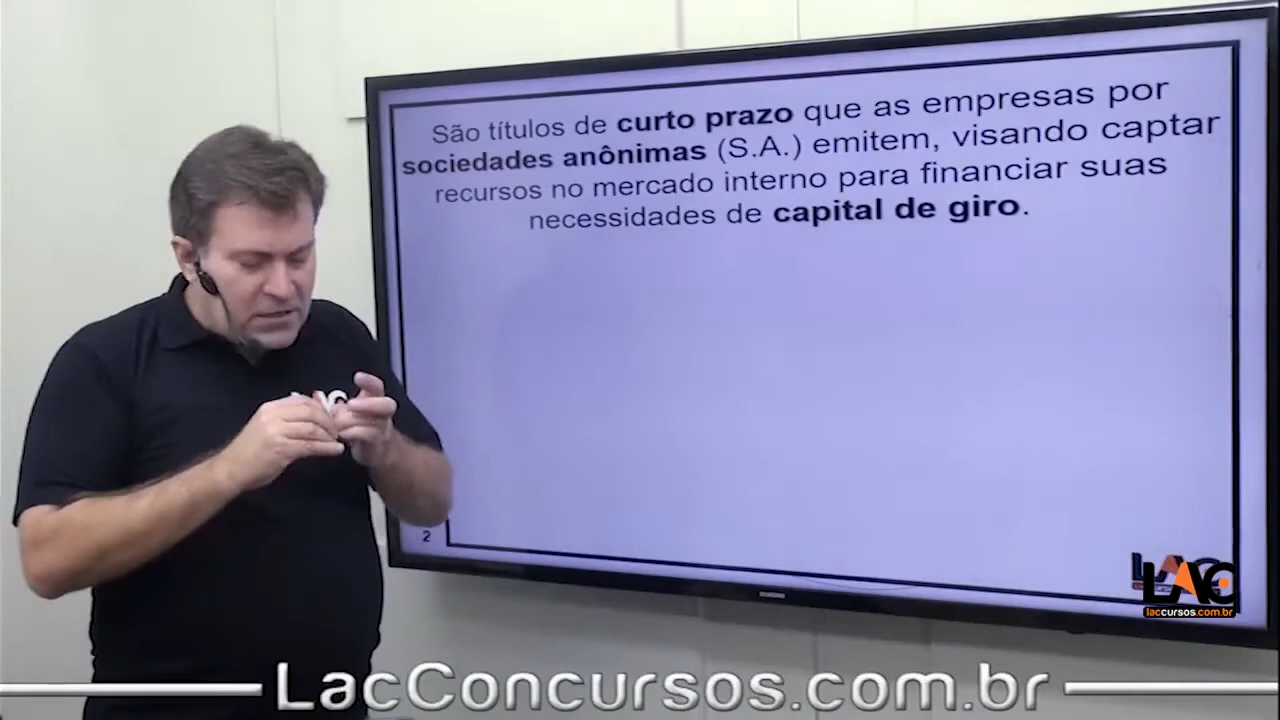 São títulos de curto prazo que as empresas por
sociedades anônimas (S.A.) emitem, visando captar
recursos no mercado interno para financiar suas
necessidades de capital de giro.
2
LAC
laccursos.com.br
LacConcursos.com.br